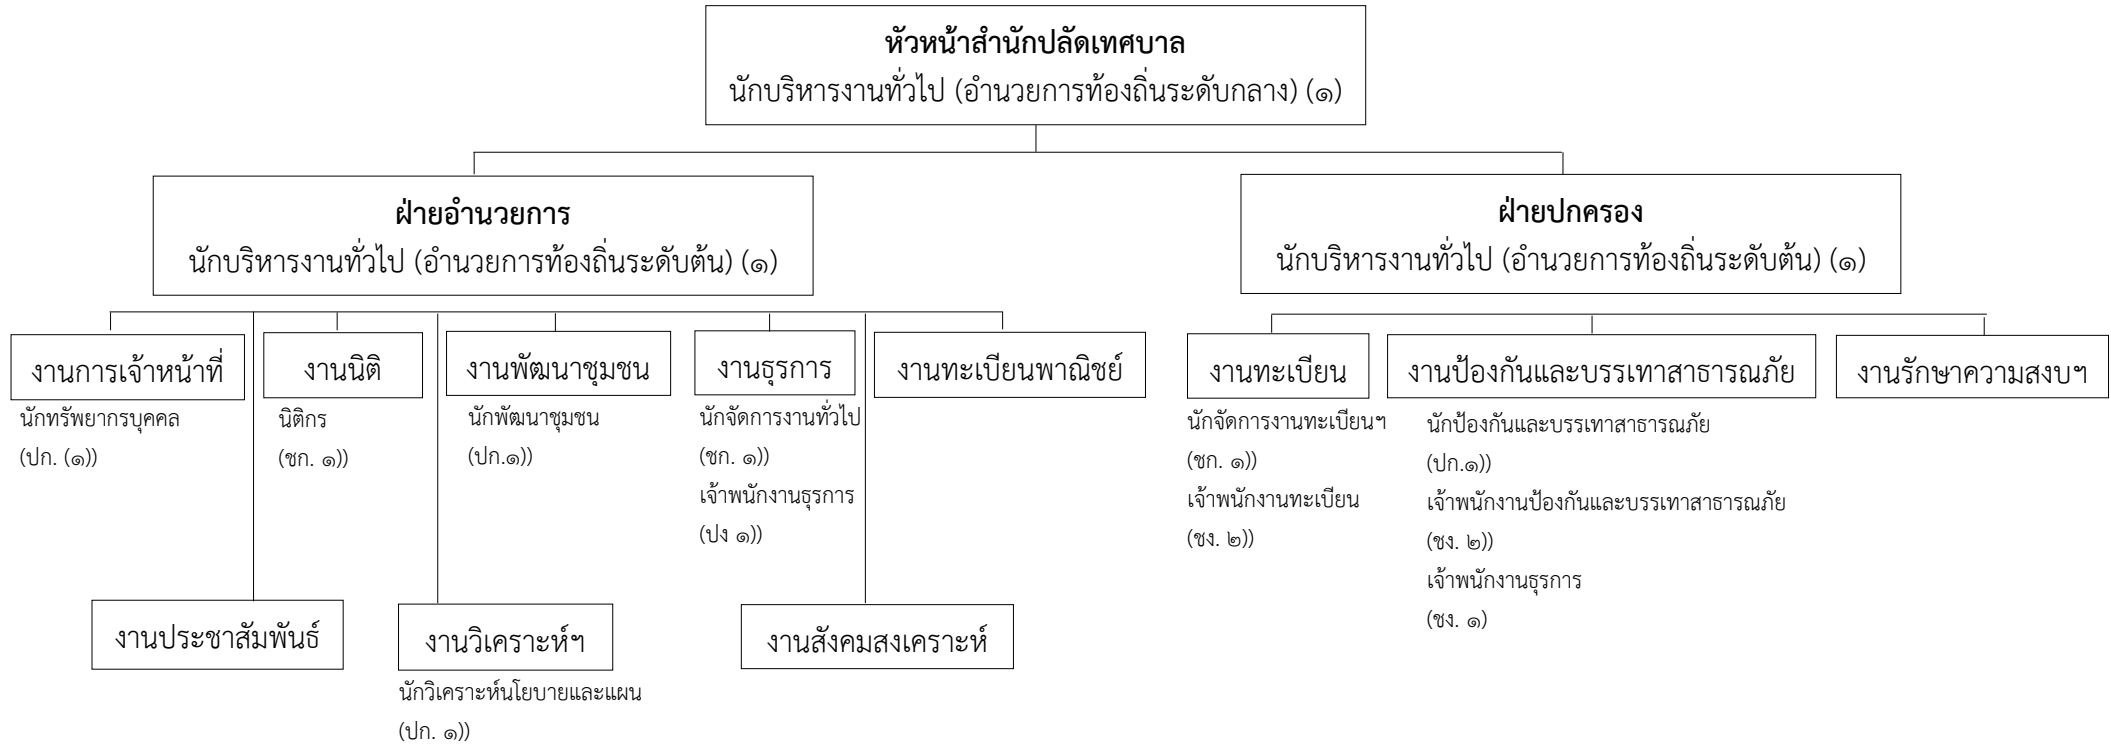 หัวหน้าสำนักปลัดเทศบาล
นักบริหารงานทั่วไป (อำนวยการท้องถิ่นระดับกลาง) (๑)
ฝ่ายอำนวยการ
นักบริหารงานทั่วไป (อำนวยการท้องถิ่นระดับต้น) (๑)
ฝ่ายปกครอง
นักบริหารงานทั่วไป (อำนวยการท้องถิ่นระดับต้น) (๑)
งานการเจ้าหน้าที่
นักทรัพยากรบุคคล
(ปก. (๑))
งานนิติ
นิติกร
(ชก. ๑))
งานพัฒนาชุมชน
นักพัฒนาชุมชน
(ปก.๑))
งานธุรการ
นักจัดการงานทั่วไป
(ชก. ๑))
เจ้าพนักงานธุรการ
(ปง ๑))
งานทะเบียนพาณิชย์
งานประชาสัมพันธ์
งานวิเคราะห์ฯ
นักวิเคราะห์นโยบายและแผน
(ปก. ๑))
งานสังคมสงเคราะห์
งานทะเบียน
นักจัดการงานทะเบียนฯ
(ชก. ๑))
เจ้าพนักงานทะเบียน
(ชง. ๒))
งานป้องกันและบรรเทาสาธารณภัย
นักป้องกันและบรรเทาสาธารณภัย
(ปก.๑))
เจ้าพนักงานป้องกันและบรรเทาสาธารณภัย
(ชง. ๒))
เจ้าพนักงานธุรการ
(ชง. ๑)
งานรักษาความสงบฯ